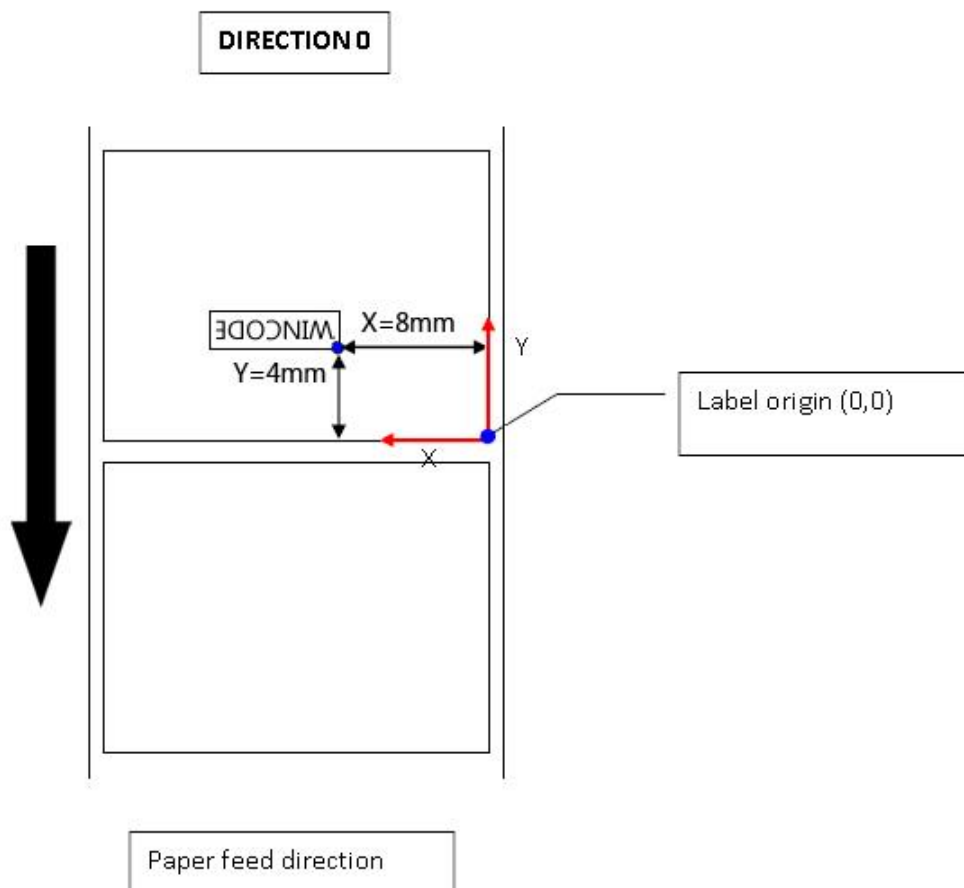 DIRECTION 0
X=8mm
WINCODE
Y
Y=4mm
Label origin (0,0)
X
Paper feed direction